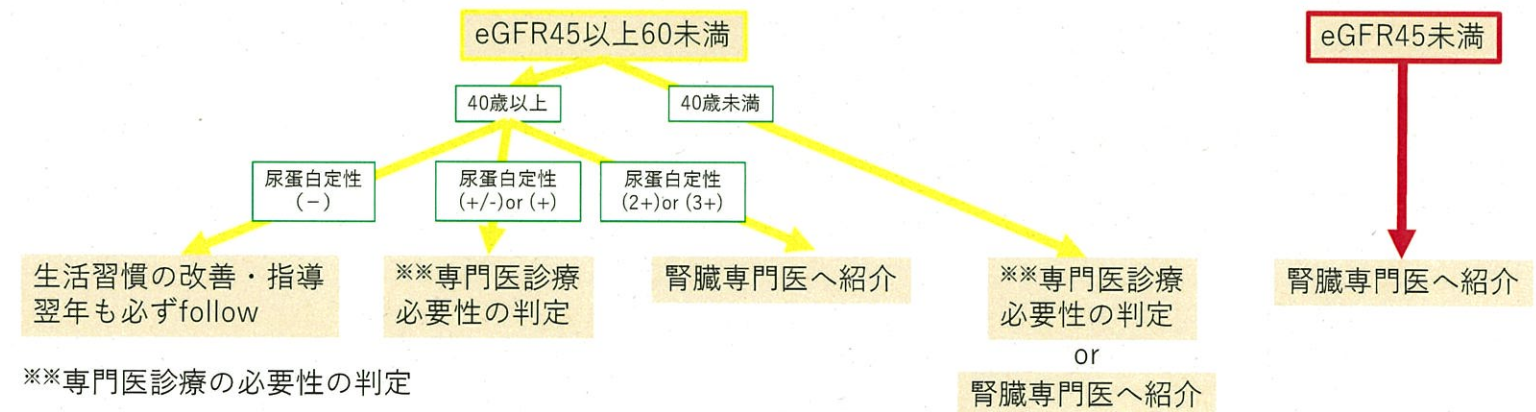 eGFR45以上60未満
eGFR45未満
40歳以上
40歳未満
尿蛋白定性
(－)
尿蛋白定性
(+/-)or (+)
尿蛋白定性
(2+)or (3+)
生活習慣の改善・指導
翌年も必ずfollow
※※専門医診療
必要性の判定
腎臓専門医へ紹介
※※専門医診療
必要性の判定
or
腎臓専門医へ紹介
腎臓専門医へ紹介
※※専門医診療の必要性の判定